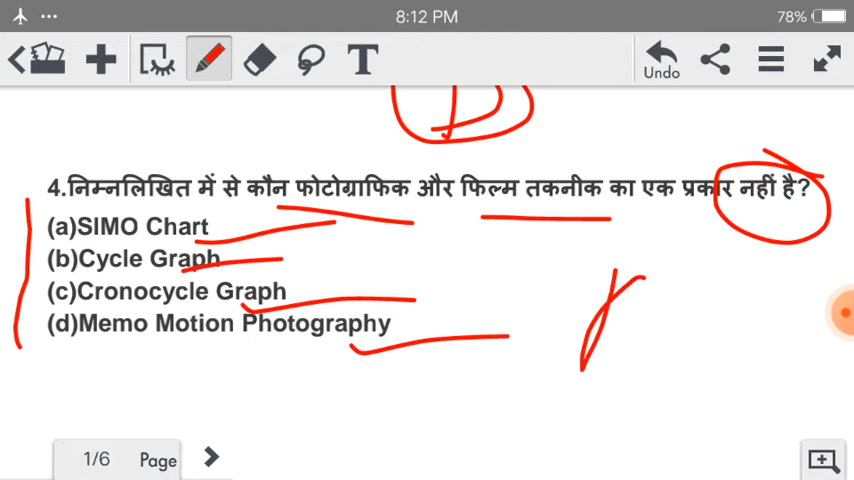 8:12 PM
78%
T
Undo
D
4.निम्नलिखित में से कौन फोटोग्राफिक और फिल्म तकनीक का एक प्रकार नहीं है?
(a)SIMO Chart
(b)Cycle Graph
(c)Cronocycle Graph
(d)Memo Motion Photography
1/6 Page